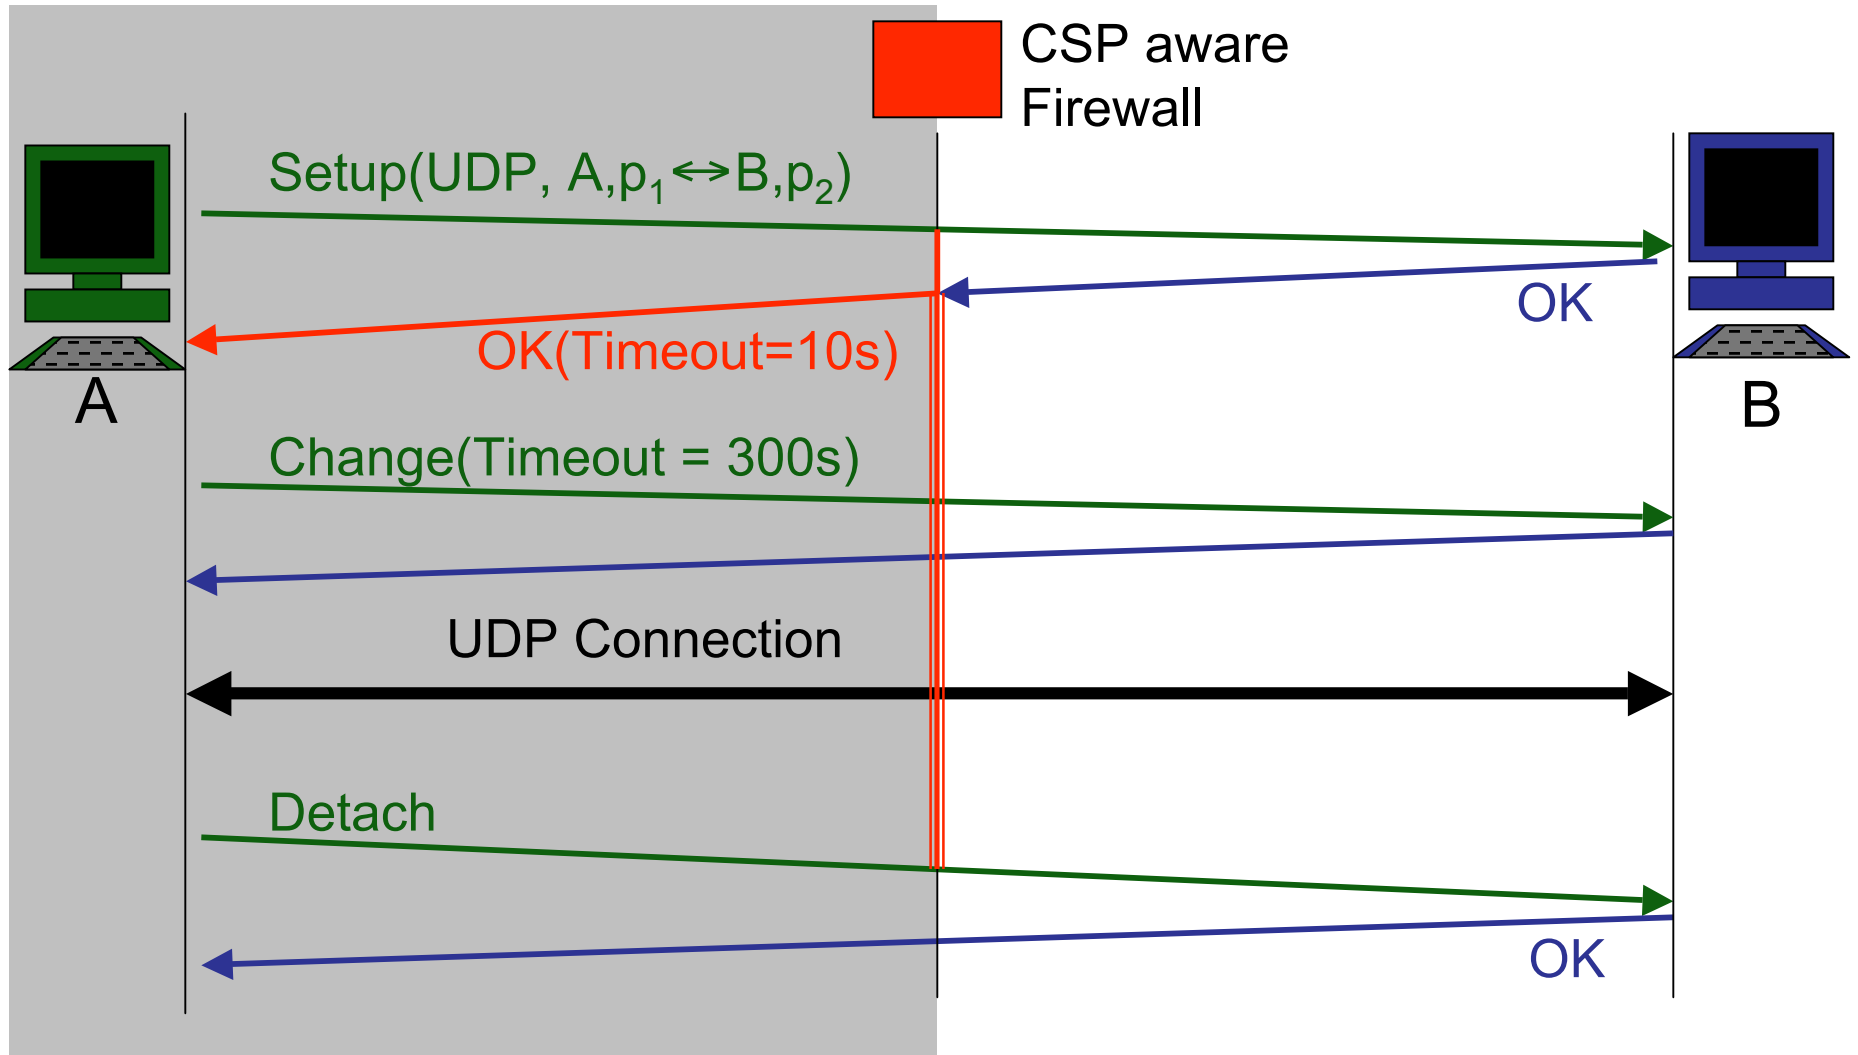 CSP aware
Firewall
Setup(UDP, A,p₁↔B,p₂)
OK
OK(Timeout=10s)
A
B
Change(Timeout = 300s)
UDP Connection
Detach
OK